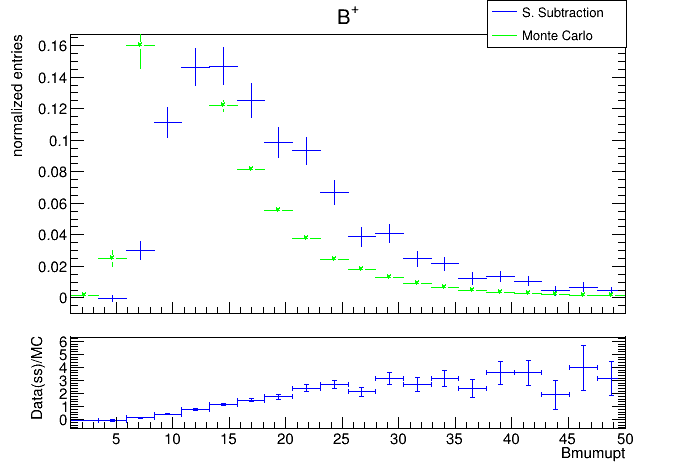 B+
S. Subtraction
Monte Carlo
normalized entries
0.16
0.14
0.12
0.1
0.08
0.06
0.04
0.02
0
Data(ss)/MC
6
5
4
3
2
1
0
5 10 15 20 25 30 35 40 45 50
Bmumupt